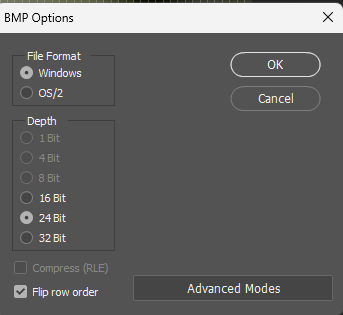 BMP Options
File Format
Windows
OS/2
OK
Cancel
Depth
1 Bit
4 Bit
8 Bit
16 Bit
24 Bit
32 Bit
Compress (RLE)
Flip row order
Advanced Modes